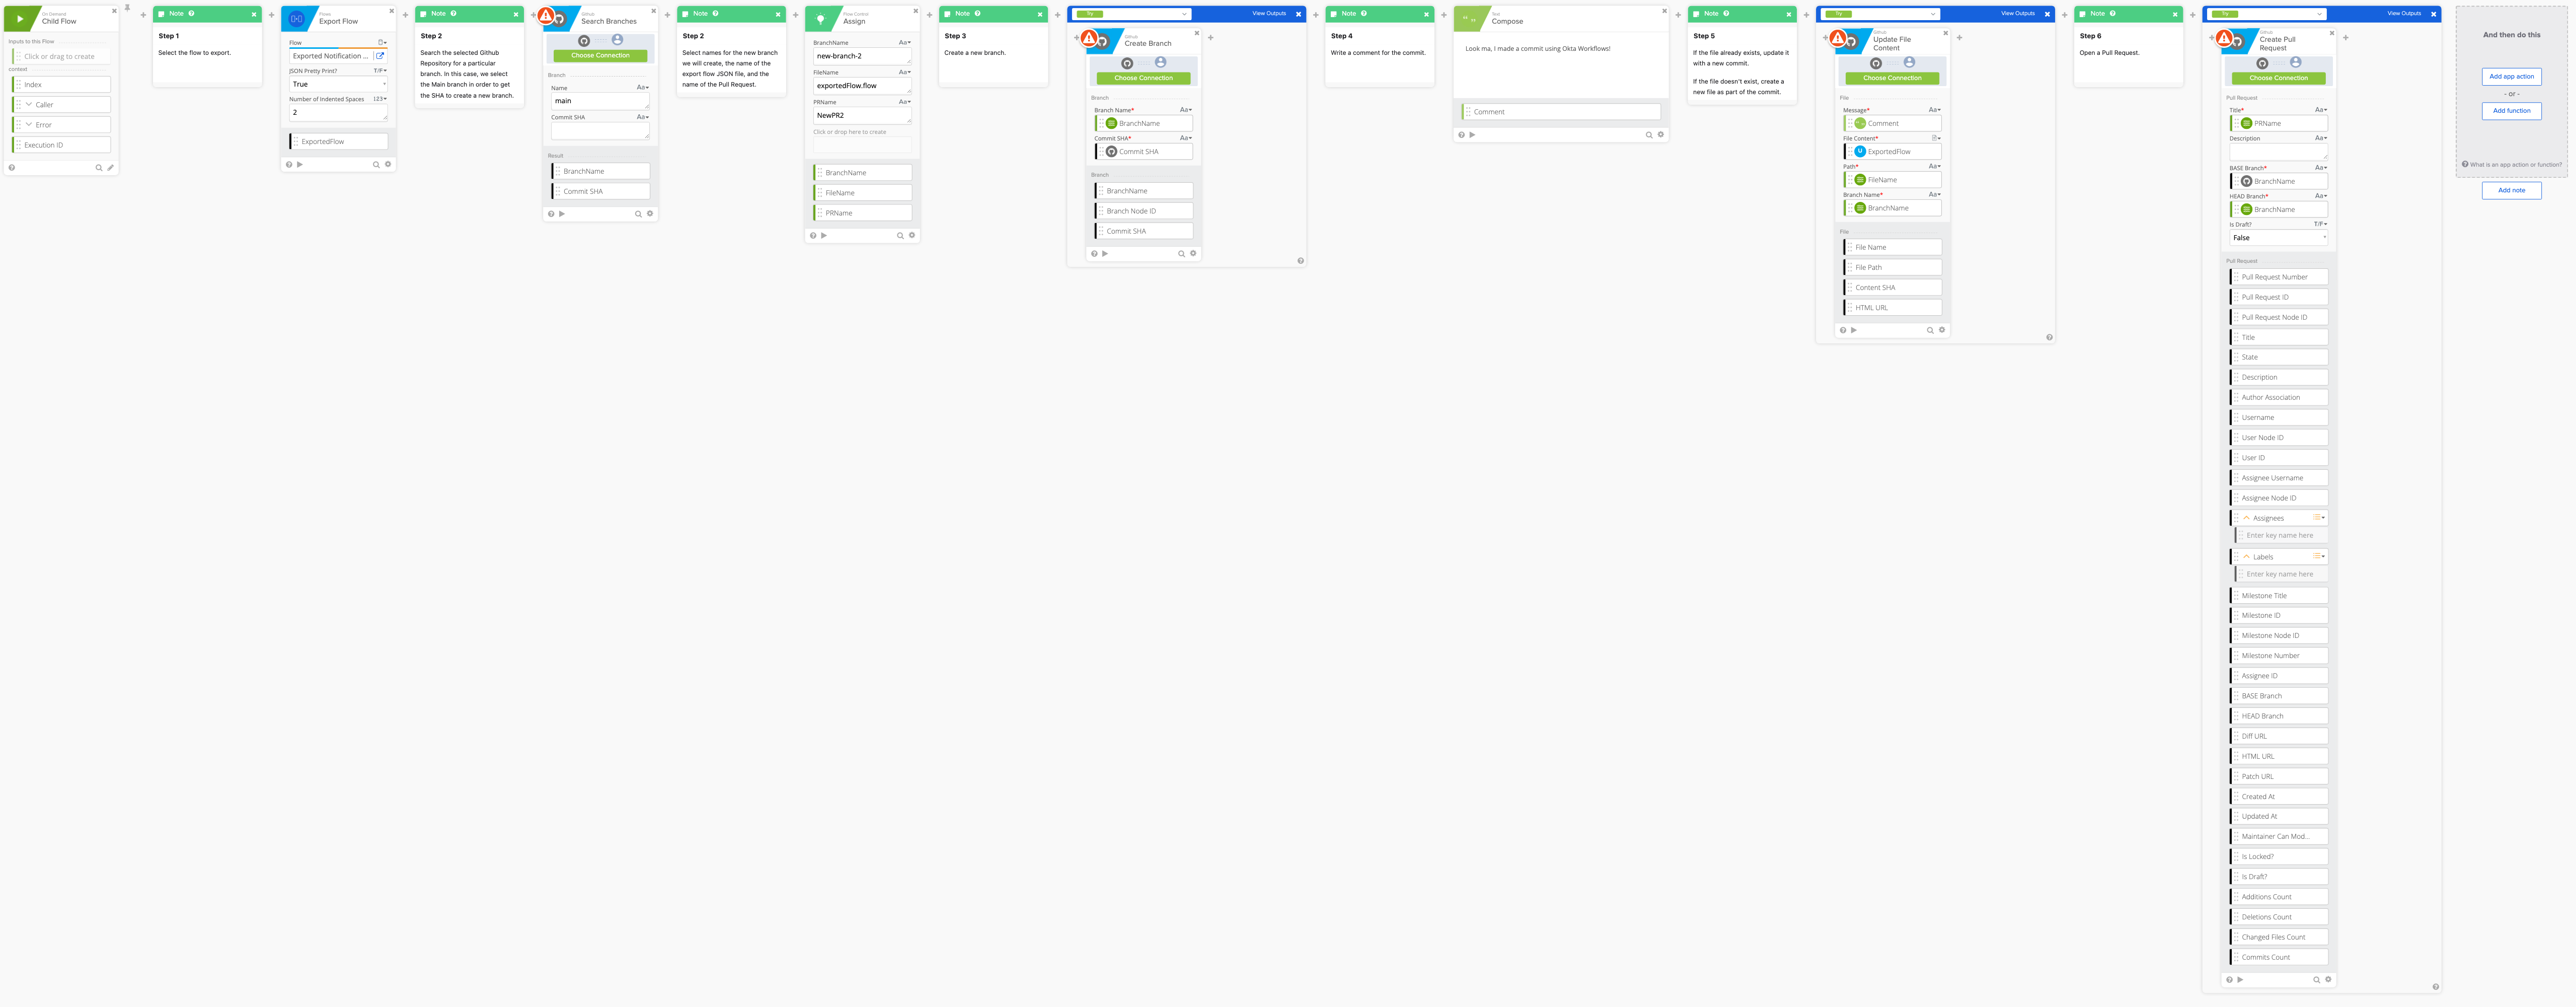 On Demand
Child Flow
Inputs to this Flow
Click or drag to create
context
Index
Caller
Error
Execution ID
Note
Step 1
Select the flow to export.
Flows
Export Flow
Flow
Exported Notification ...
JSON Pretty Print? T/F
True
Number of Indented Spaces 123
2
ExportedFlow
Note
Step 2
Search the selected Github
Repository for a particular
branch. In this case, we select
the Main branch in order to get
the SHA to create a new branch.
Github
Search Branches
Choose Connection
Branch
Name Aa
main
Commit SHA Aa
Result
BranchName
Commit SHA
Note
Step 2
Select names for the new branch
we will create, the name of the
export flow JSON file, and the
name of the Pull Request.
Flow Control
Assign
BranchName Aa
new-branch-2
FileName Aa
exportedFlow.flow
PRName Aa
NewPR2
Click or drop here to create
BranchName
FileName
PRName
Note
Step 3
Create a new branch.
Try
View Outputs
Github
Create Branch
Choose Connection
Branch
Branch Name* Aa
BranchName
Commit SHA* Aa
Commit SHA
Branch
BranchName
Branch Node ID
Commit SHA
Note
Step 4
Write a comment for the commit.
Text
Compose
Look ma, I made a commit using Okta Workflows!
Comment
Note
Step 5
If the file already exists, update it
with a new commit.
If the file doesn't exist, create a
new file as part of the commit.
Try
View Outputs
Github
Update File
Content
Choose Connection
File
Message* Aa
Comment
File Content*
ExportedFlow
Path* Aa
FileName
Branch Name* Aa
BranchName
File
File Name
File Path
Content SHA
HTML URL
Note
Step 6
Open a Pull Request.
Try
View Outputs
Github
Create Pull
Request
Choose Connection
Pull Request
Title* Aa
PRName
Description Aa
BASE Branch* Aa
BranchName
HEAD Branch* Aa
BranchName
Is Draft? T/F
False
Pull Request
Pull Request Number
Pull Request ID
Pull Request Node ID
Title
State
Description
Author Association
Username
User Node ID
User ID
Assignee Username
Assignee Node ID
Assignees
Enter key name here
Labels
Enter key name here
Milestone Title
Milestone ID
Milestone Node ID
Milestone Number
Assignee ID
BASE Branch
HEAD Branch
Diff URL
HTML URL
Patch URL
Created At
Updated At
Maintainer Can Mod...
Is Locked?
Is Draft?
Additions Count
Deletions Count
Changed Files Count
Commits Count
And then do this
Add app action
- or -
Add function
What is an app action or function?
Add note